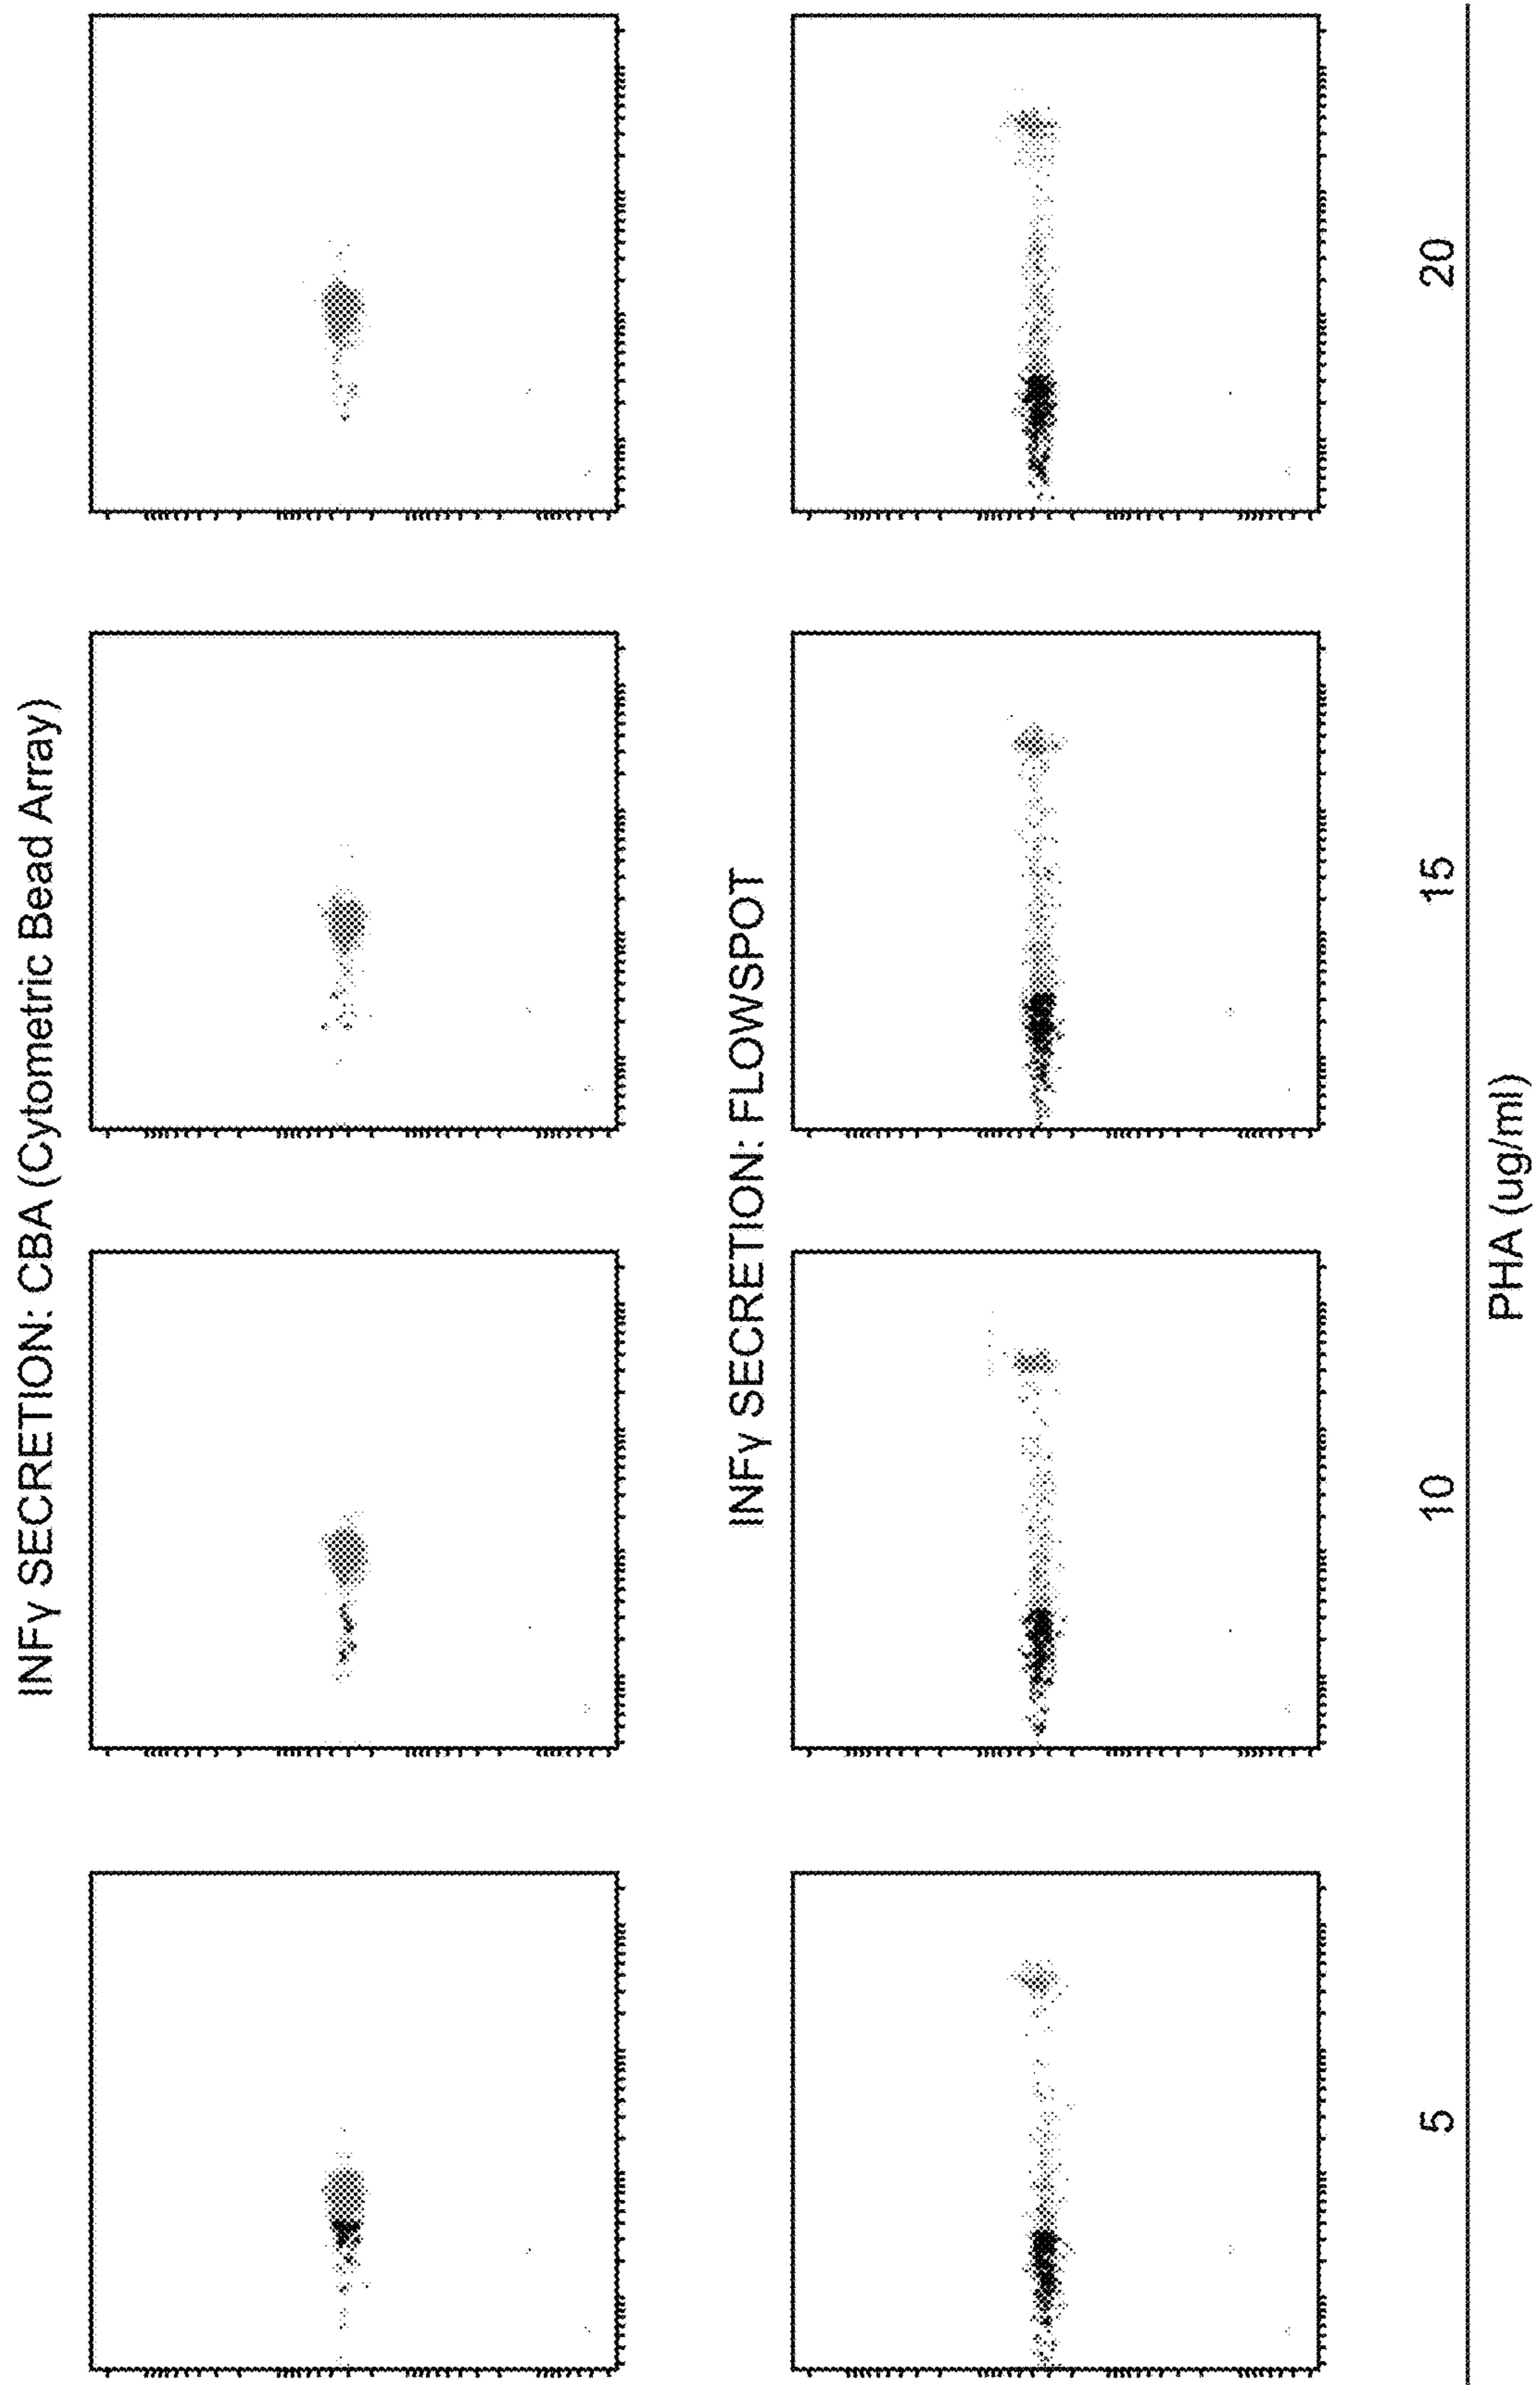 INFγ SECRETION: CBA (Cytometric Bead Array)
INFγ SECRETION: FLOWSPOT
5 10 15 20
PHA (ug/ml)